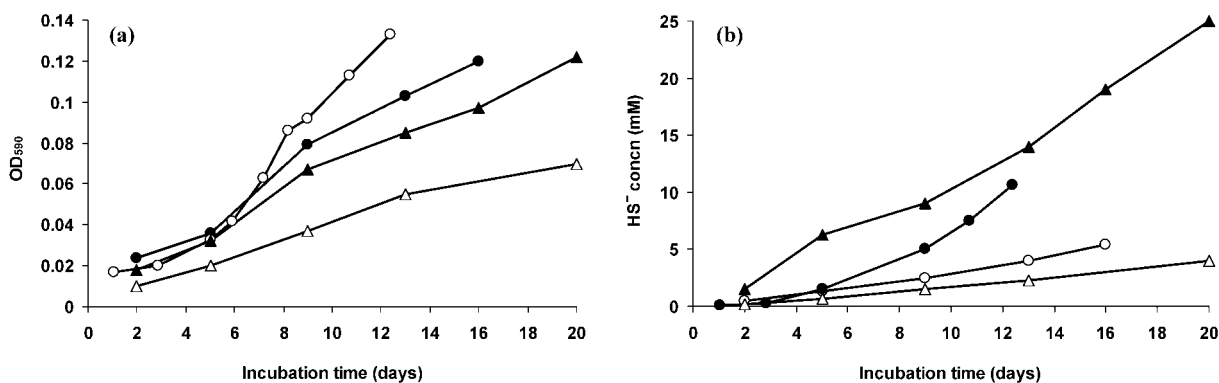 (a)
0.14
0.12
0.1
0.08
0.06
0.04
0.02
0
OD₅₉₀
0 2 4 6 8 10 12 14 16 18 20
Incubation time (days)
(b)
25
20
15
10
5
0
HS⁻ concn (mM)
0 2 4 6 8 10 12 14 16 18 20
Incubation time (days)